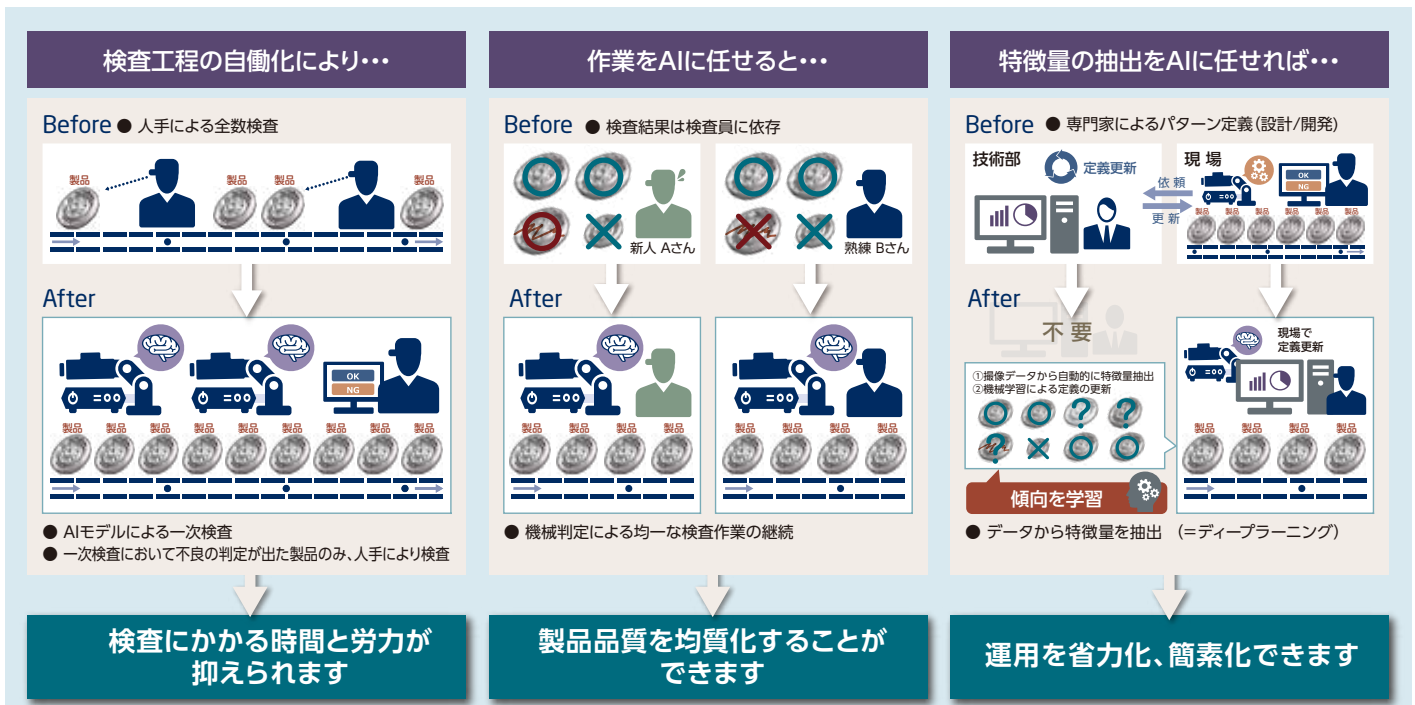 検査工程の自働化により・・・
Before ● 人手による全数検査
製品
製品 製品
製品
After
OK
NG
製品 製品 製品 製品 製品 製品 製品 製品 製品
● AIモデルによる一次検査
● 一次検査において不良の判定が出た製品のみ、人手により検査
検査にかかる時間と労力が
抑えられます
作業をAIに任せると・・・
Before ● 検査結果は検査員に依存
新人 Aさん
熟練 Bさん
After
製品 製品 製品 製品
製品 製品 製品 製品
● 機械判定による均一な検査作業の継続
製品品質を均質化することが
できます
特徴量の抽出をAIに任せれば・・・
Before ● 専門家によるパターン定義(設計/開発)
技術部
定義更新
依頼
更新
現場
OK
NG
製品 製品 製品 製品 製品 製品
After
不要
①撮像データから自動的に特徴量抽出
②機械学習による定義の更新
? ?
?
傾向を学習
現場で
定義更新
製品 製品 製品 製品
● データから特徴量を抽出 (=ディープラーニング)
運用を省力化、簡素化できます